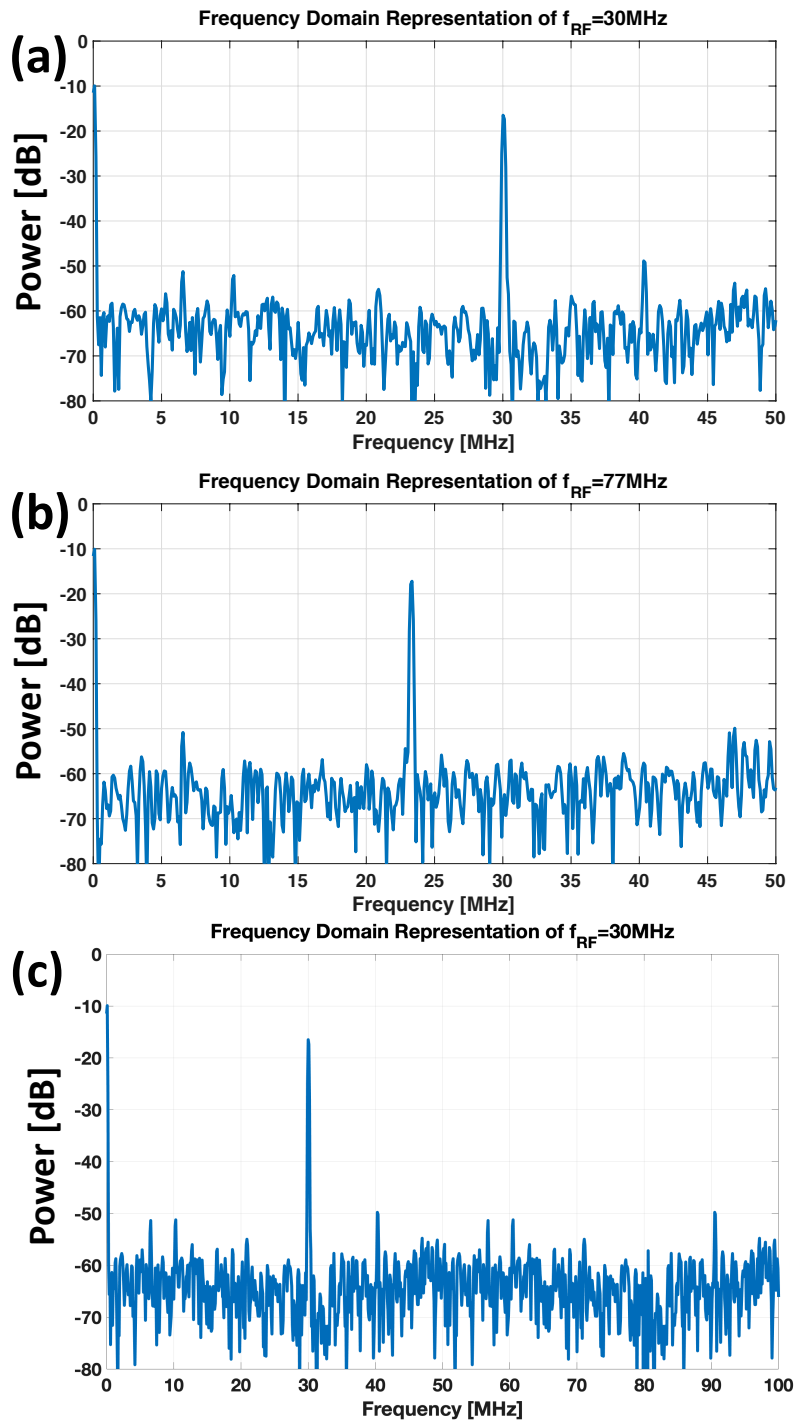 Frequency Domain Representation of fRF=30MHz
(a)
Power [dB]
0
-10
-20
-30
-40
-50
-60
-70
-80
0 5 10 15 20 25 30 35 40 45 50
Frequency [MHz]
Frequency Domain Representation of fRF=77MHz
(b)
Power [dB]
0
-10
-20
-30
-40
-50
-60
-70
-80
0 5 10 15 20 25 30 35 40 45 50
Frequency [MHz]
Frequency Domain Representation of fRF=30MHz
(c)
Power [dB]
0
-10
-20
-30
-40
-50
-60
-70
-80
0 10 20 30 40 50 60 70 80 90 100
Frequency [MHz]